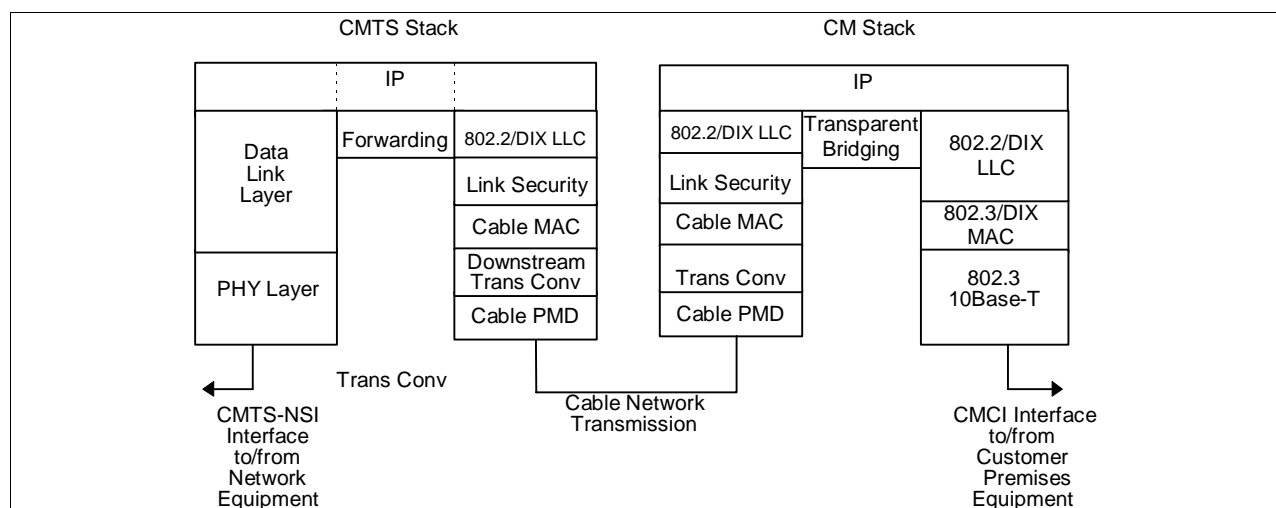 CMTS Stack
CM Stack
IP
IP
Data
Link
Layer
Forwarding
802.2/DIX LLC
802.2/DIX LLC
Transparent
Bridging
802.2/DIX
LLC
Link Security
Link Security
Cable MAC
Cable MAC
802.3/DIX
MAC
PHY Layer
Downstream
Trans Conv
Trans Conv
802.3
10Base-T
Cable PMD
Cable PMD
Trans Conv
Cable Network
Transmission
CMTS-NSI
Interface
to/from
Network
Equipment
CMCI Interface
to/from
Customer
Premises
Equipment